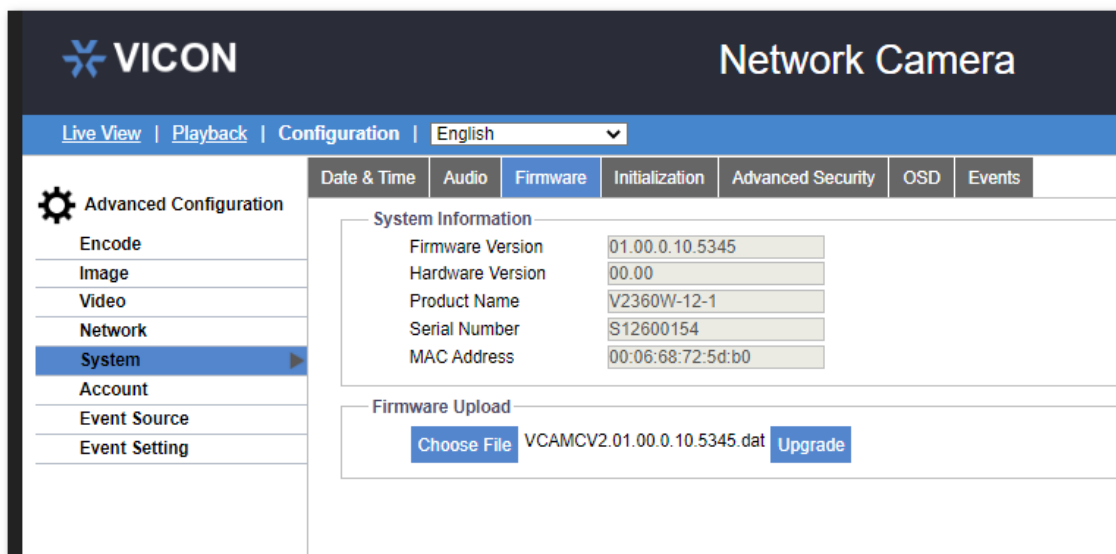 VICON
Network Camera
Live View | Playback | Configuration | English
Date & Time Audio Firmware Initialization Advanced Security OSD Events
Advanced Configuration
Encode
Image
Video
Network
System
Account
Event Source
Event Setting
System Information
Firmware Version 01.00.0.10.5345
Hardware Version 00.00
Product Name V2360W-12-1
Serial Number S12600154
MAC Address 00:06:68:72:5d:b0
Firmware Upload
Choose File VCAMCV2.01.00.0.10.5345.dat Upgrade